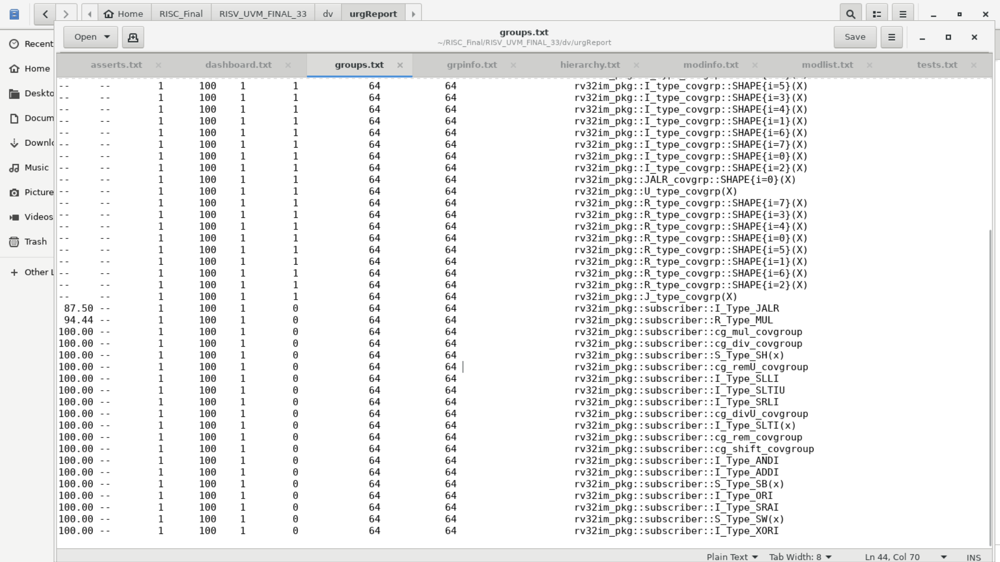 Home RISC_Final RISV_UVM_FINAL_33 dv urgReport
Open groups.txt Save
~/RISC_Final/RISV_UVM_FINAL_33/dv/urgReport
asserts.txt dashboard.txt groups.txt grpinfo.txt hierarchy.txt modinfo.txt modlist.txt tests.txt
Recent
Home
Deskto
Docum
Downlo
Music
Picture
Videos
Trash
+ Other L
-- -- 1 100 1 1 64 64 rv32im_pkg::I_type_covgrp::SHAPE{i=5}(X)
-- -- 1 100 1 1 64 64 rv32im_pkg::I_type_covgrp::SHAPE{i=3}(X)
-- -- 1 100 1 1 64 64 rv32im_pkg::I_type_covgrp::SHAPE{i=4}(X)
-- -- 1 100 1 1 64 64 rv32im_pkg::I_type_covgrp::SHAPE{i=1}(X)
-- -- 1 100 1 1 64 64 rv32im_pkg::I_type_covgrp::SHAPE{i=6}(X)
-- -- 1 100 1 1 64 64 rv32im_pkg::I_type_covgrp::SHAPE{i=7}(X)
-- -- 1 100 1 1 64 64 rv32im_pkg::I_type_covgrp::SHAPE{i=0}(X)
-- -- 1 100 1 1 64 64 rv32im_pkg::I_type_covgrp::SHAPE{i=2}(X)
-- -- 1 100 1 1 64 64 rv32im_pkg::JALR_covgrp::SHAPE{i=0}(X)
-- -- 1 100 1 1 64 64 rv32im_pkg::U_type_covgrp(X)
-- -- 1 100 1 1 64 64 rv32im_pkg::R_type_covgrp::SHAPE{i=7}(X)
-- -- 1 100 1 1 64 64 rv32im_pkg::R_type_covgrp::SHAPE{i=3}(X)
-- -- 1 100 1 1 64 64 rv32im_pkg::R_type_covgrp::SHAPE{i=4}(X)
-- -- 1 100 1 1 64 64 rv32im_pkg::R_type_covgrp::SHAPE{i=0}(X)
-- -- 1 100 1 1 64 64 rv32im_pkg::R_type_covgrp::SHAPE{i=5}(X)
-- -- 1 100 1 1 64 64 rv32im_pkg::R_type_covgrp::SHAPE{i=1}(X)
-- -- 1 100 1 1 64 64 rv32im_pkg::R_type_covgrp::SHAPE{i=6}(X)
-- -- 1 100 1 1 64 64 rv32im_pkg::R_type_covgrp::SHAPE{i=2}(X)
-- -- 1 100 1 1 64 64 rv32im_pkg::J_type_covgrp(X)
87.50 -- 1 100 1 0 64 64 rv32im_pkg::subscriber::I_Type_JALR
94.44 -- 1 100 1 0 64 64 rv32im_pkg::subscriber::R_Type_MUL
100.00 -- 1 100 1 0 64 64 rv32im_pkg::subscriber::cg_mul_covgroup
100.00 -- 1 100 1 0 64 64 rv32im_pkg::subscriber::cg_div_covgroup
100.00 -- 1 100 1 0 64 64 rv32im_pkg::subscriber::S_Type_SH(x)
100.00 -- 1 100 1 0 64 64 rv32im_pkg::subscriber::cg_remU_covgroup
100.00 -- 1 100 1 0 64 64 rv32im_pkg::subscriber::I_Type_SLLI
100.00 -- 1 100 1 0 64 64 rv32im_pkg::subscriber::I_Type_SLTIU
100.00 -- 1 100 1 0 64 64 rv32im_pkg::subscriber::I_Type_SRLI
100.00 -- 1 100 1 0 64 64 rv32im_pkg::subscriber::cg_divU_covgroup
100.00 -- 1 100 1 0 64 64 rv32im_pkg::subscriber::I_Type_SLTI(x)
100.00 -- 1 100 1 0 64 64 rv32im_pkg::subscriber::cg_rem_covgroup
100.00 -- 1 100 1 0 64 64 rv32im_pkg::subscriber::cg_shift_covgroup
100.00 -- 1 100 1 0 64 64 rv32im_pkg::subscriber::I_Type_ANDI
100.00 -- 1 100 1 0 64 64 rv32im_pkg::subscriber::I_Type_ADDI
100.00 -- 1 100 1 0 64 64 rv32im_pkg::subscriber::S_Type_SB(x)
100.00 -- 1 100 1 0 64 64 rv32im_pkg::subscriber::I_Type_ORI
100.00 -- 1 100 1 0 64 64 rv32im_pkg::subscriber::I_Type_SRAI
100.00 -- 1 100 1 0 64 64 rv32im_pkg::subscriber::S_Type_SW(x)
100.00 -- 1 100 1 0 64 64 rv32im_pkg::subscriber::I_Type_XORI
Plain Text Tab Width: 8 Ln 44, Col 70 INS